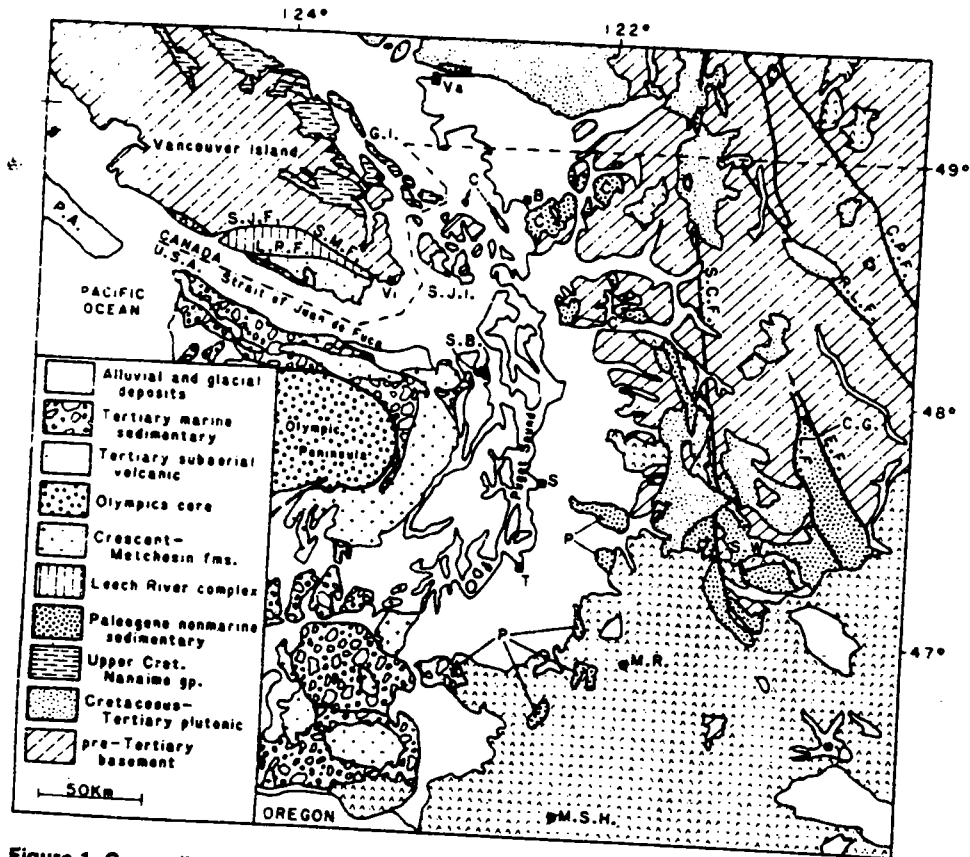 124°
122°
Va
G.I.
Vancouver Island
49°
C
B
C
P.A.
S.J.F.
S.M.F.
L.R.F.
C.P.F.
CANADA
U.S.A.
Strait of Juan de Fuca
Vi
S.J.I.
S.C.F.
R.L.F.
PACIFIC
OCEAN
S.B.
C
48°
C.G.
Olympic
Peninsula
Puget Sound
E.F.
L.F.
S
P
S.W.
T
P
47°
M.R.
Alluvial and glacial
deposits
Tertiary marine
sedimentary
Tertiary subaerial
volcanic
Olympics core
Crescent-
Metchosin fms.
Leech River complex
Paleogene nonmarine
sedimentary
Upper Cret.
Nanaimo gp.
Cretaceous-
Tertiary plutonic
pre-Tertiary
basement
50Km
OREGON
M.S.H.
Figure 1.